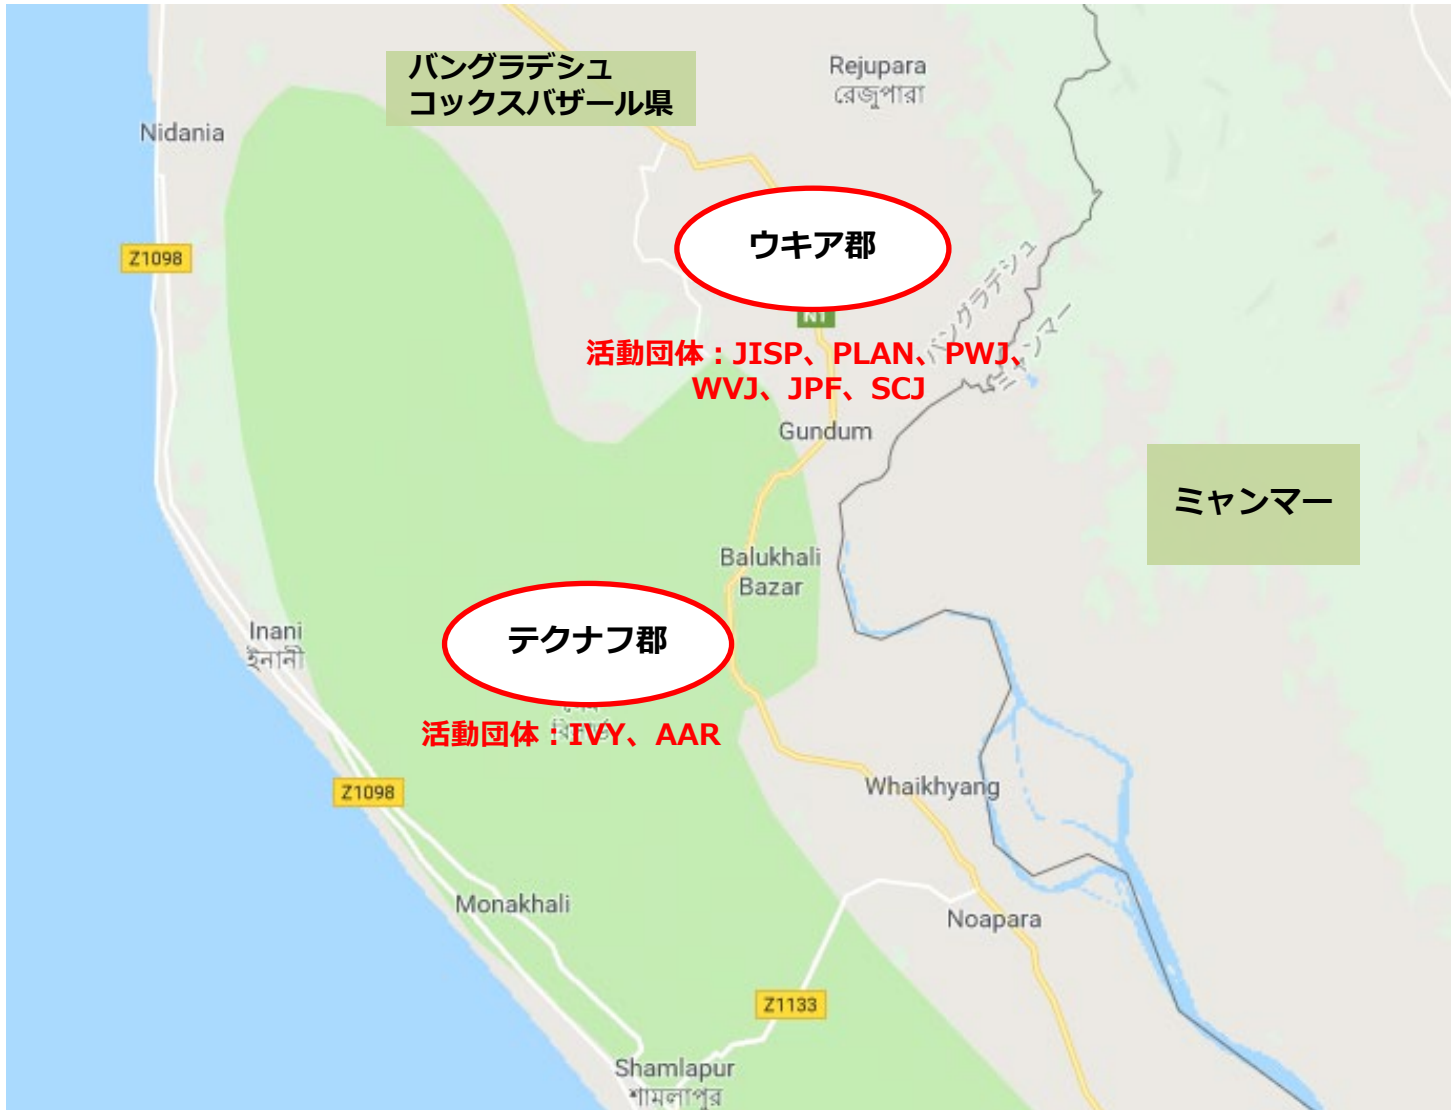 バングラデシュ
コックスバザール県
Rejupara
রেজুপারা
Nidania
ウキア郡
Z1098
N1
バングラデシュ
ミャンマー
活動団体：JISP、PLAN、PWJ、
WVJ、JPF、SCJ
Gundum
ミャンマー
Balukhali
Bazar
Inani
ইনানী
テクナフ郡
活動団体：IVY、AAR
Z1098
Whaikhyang
Monakhali
Noapara
Z1133
Shamlapur
শামলাপুর